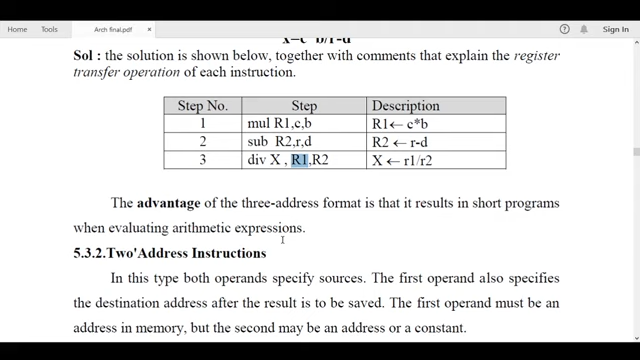 Home Tools Arch final.pdf × Sign In
x=c*b/r-d
Sol : the solution is shown below, together with comments that explain the register
transfer operation of each instruction.
Step No. Step Description
1 mul R1,c,b R1← c*b
2 sub R2,r,d R2 ← r-d
3 div X , R1,R2 X ← r1/r2
The advantage of the three-address format is that it results in short programs
when evaluating arithmetic expressions.
5.3.2.Two'Address Instructions
In this type both operands specify sources. The first operand also specifies
the destination address after the result is to be saved. The first operand must be an
address in memory, but the second may be an address or a constant.